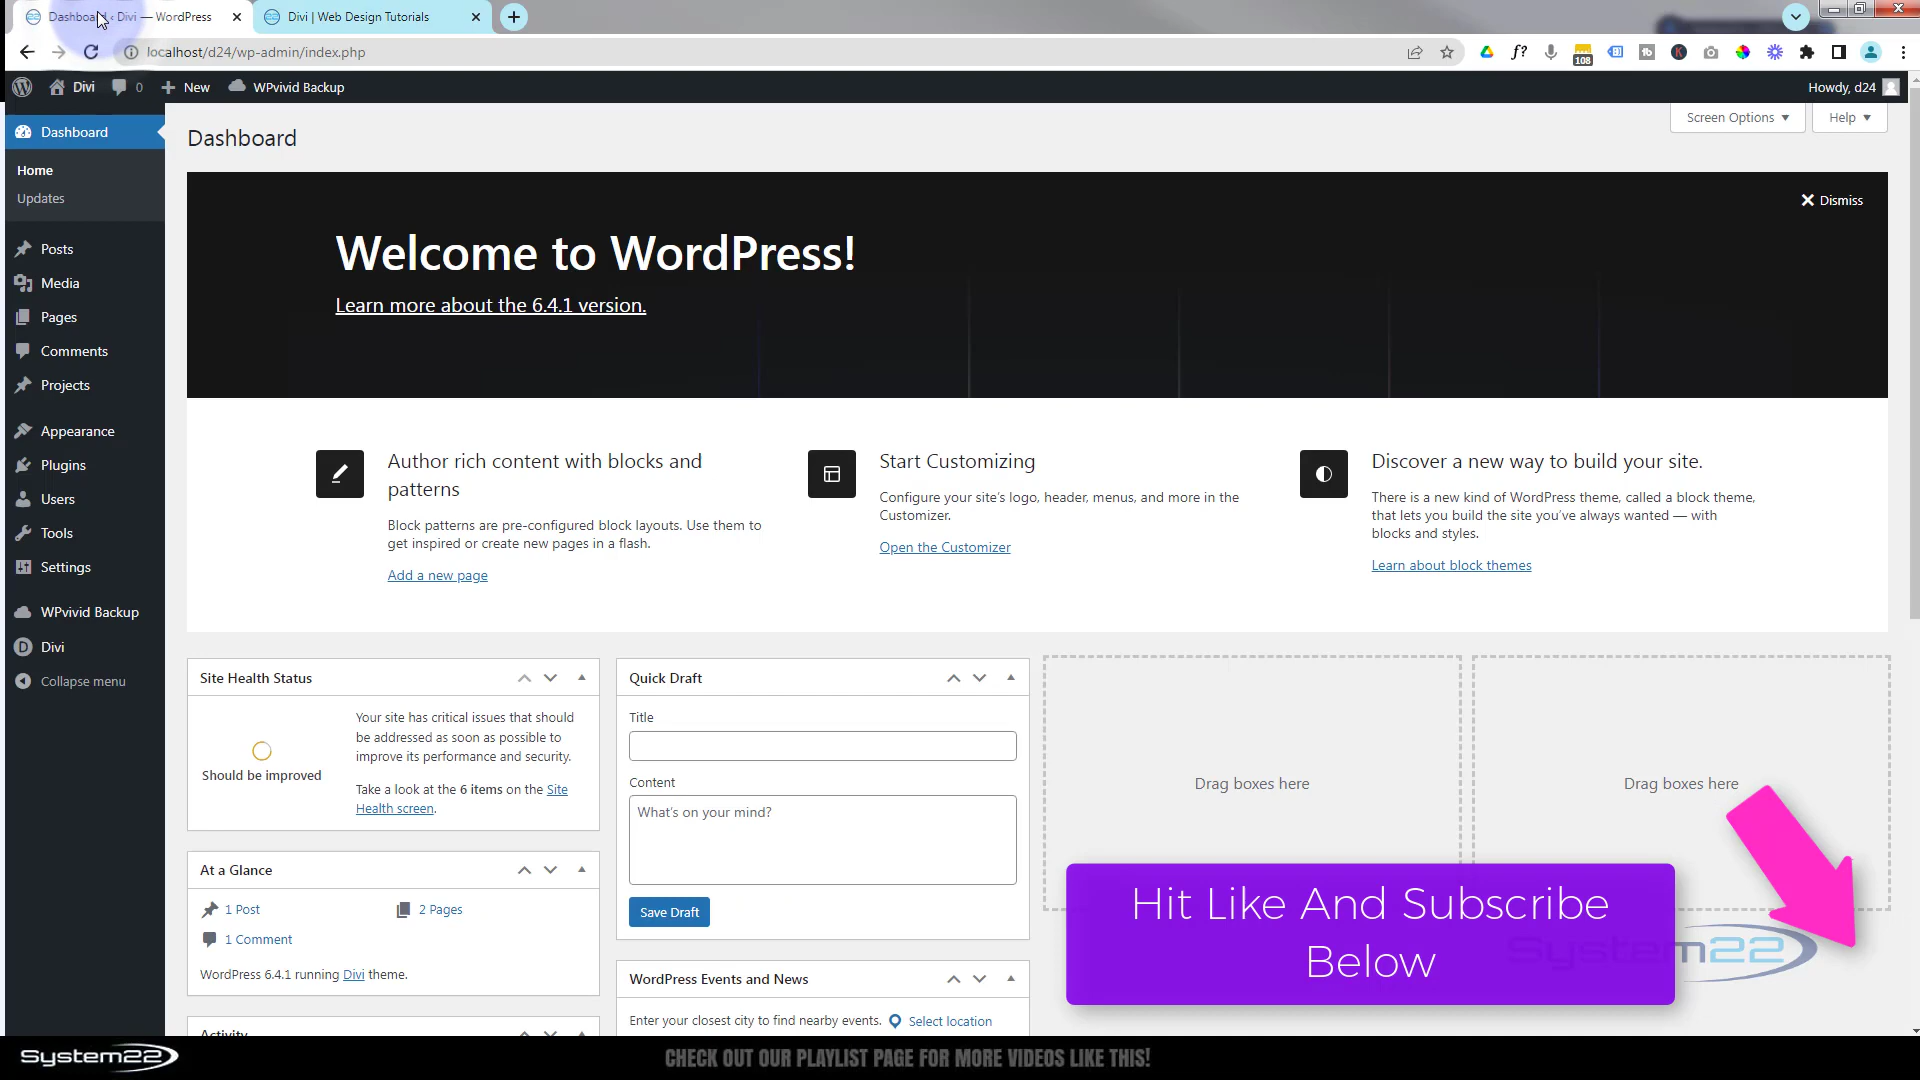 Dashboard ‹ Divi — WordPress
Divi | Web Design Tutorials
localhost/d24/wp-admin/index.php
108
Divi
0
New
WPvivid Backup
Howdy, d24
Dashboard
Home
Updates
Posts
Media
Pages
Comments
Projects
Appearance
Plugins
Users
Tools
Settings
WPvivid Backup
Divi
Collapse menu
Dashboard
Screen Options
Help
Dismiss
Welcome to WordPress!
Learn more about the 6.4.1 version.
Author rich content with blocks and
patterns
Block patterns are pre-configured block layouts. Use them to
get inspired or create new pages in a flash.
Add a new page
Start Customizing
Configure your site’s logo, header, menus, and more in the
Customizer.
Open the Customizer
Discover a new way to build your site.
There is a new kind of WordPress theme, called a block theme,
that lets you build the site you’ve always wanted — with
blocks and styles.
Learn about block themes
Site Health Status
Should be improved
Your site has critical issues that should
be addressed as soon as possible to
improve its performance and security.
Take a look at the 6 items on the Site
Health screen.
At a Glance
1 Post
2 Pages
1 Comment
WordPress 6.4.1 running Divi theme.
Activity
Quick Draft
Title
Content
What’s on your mind?
Save Draft
WordPress Events and News
Enter your closest city to find nearby events.
Select location
Drag boxes here
Drag boxes here
Hit Like And Subscribe
Below
System22
System22
CHECK OUT OUR PLAYLIST PAGE FOR MORE VIDEOS LIKE THIS!